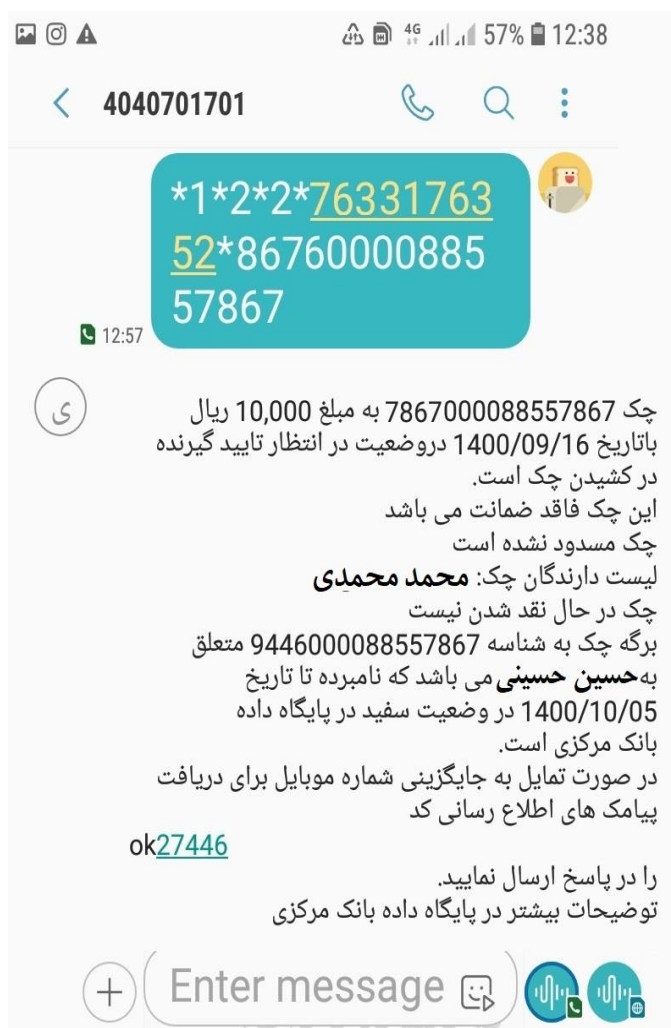 4G 57% 12:38
4040701701
*1*2*2*76331763
52*86760000885
57867
12:57
ی
چک 7867000088557867 به مبلغ 10,000 ریال
باتاریخ 1400/09/16 دروضعیت در انتظار تایید گیرنده
در کشیدن چک است.
این چک فاقد ضمانت می باشد
چک مسدود نشده است
لیست دارندگان چک: محمد محمدی
چک در حال نقد شدن نیست
برگه چک به شناسه 9446000088557867 متعلق
به حسین حسینی می باشد که نامبرده تا تاریخ
1400/10/05 در وضعیت سفید در پایگاه داده
بانک مرکزی است.
در صورت تمایل به جایگزینی شماره موبایل برای دریافت
پیامک های اطلاع رسانی کد
ok27446
را در پاسخ ارسال نمایید.
توضیحات بیشتر در پایگاه داده بانک مرکزی
Enter message